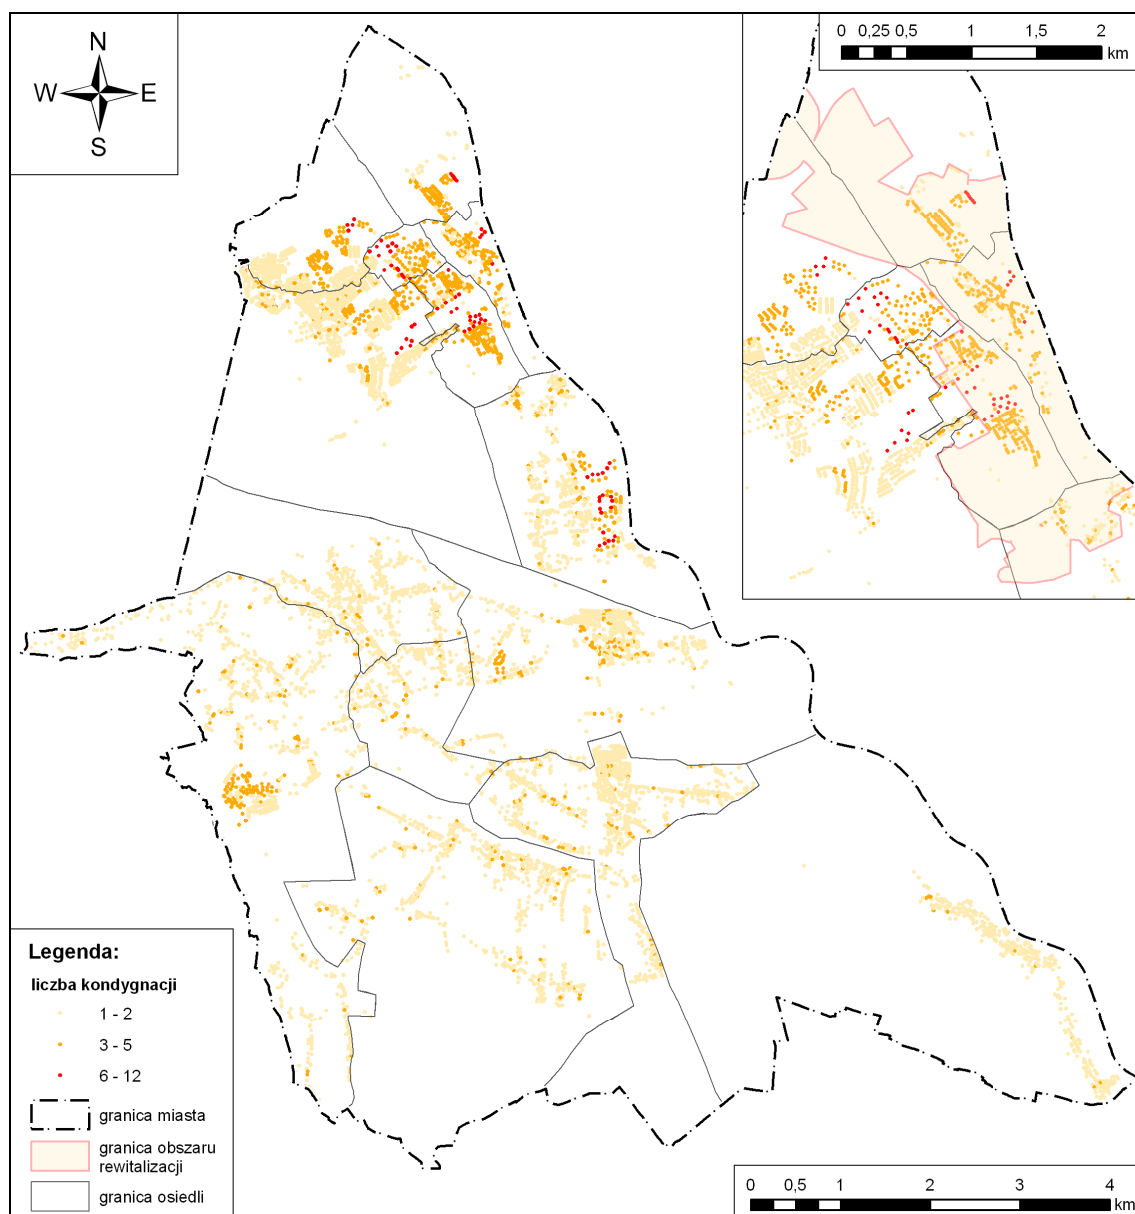 N
W E
S
0 0,25 0,5 1 1,5 2
km
Legenda:
liczba kondygnacji
1 - 2
3 - 5
6 - 12
granica miasta
granica obszaru
rewitalizacji
granica osiedli
0 0,5 1 2 3 4
km